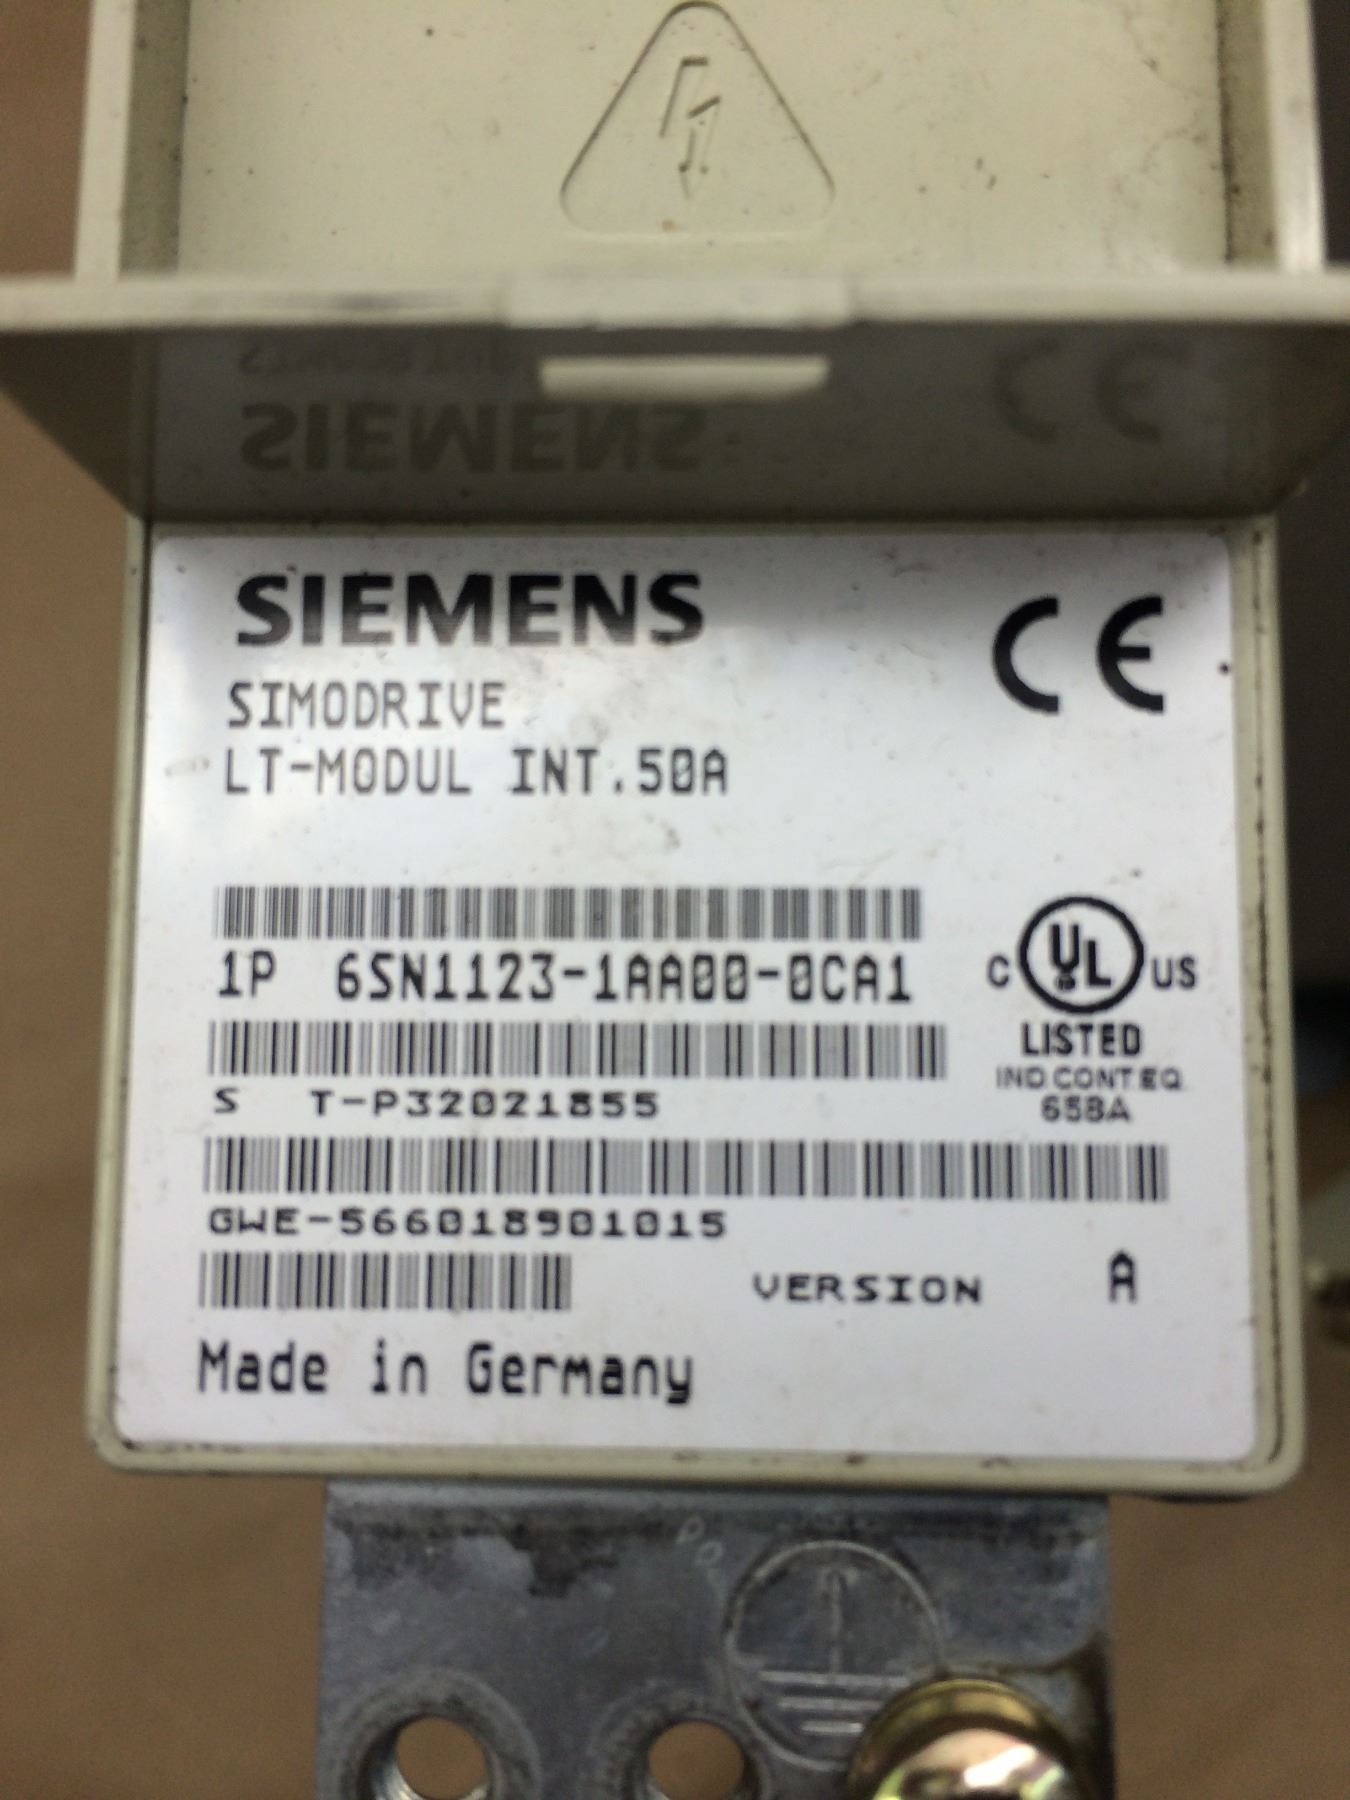 SIEMENS
CE
SIMODRIVE
LT-MODUL INT.50A
1P 6SN1123-1AA00-0CA1
C UL US
LISTED
IND.CONT.EQ.
658A
S T-P32021855
GWE-566018901015
VERSION A
Made in Germany